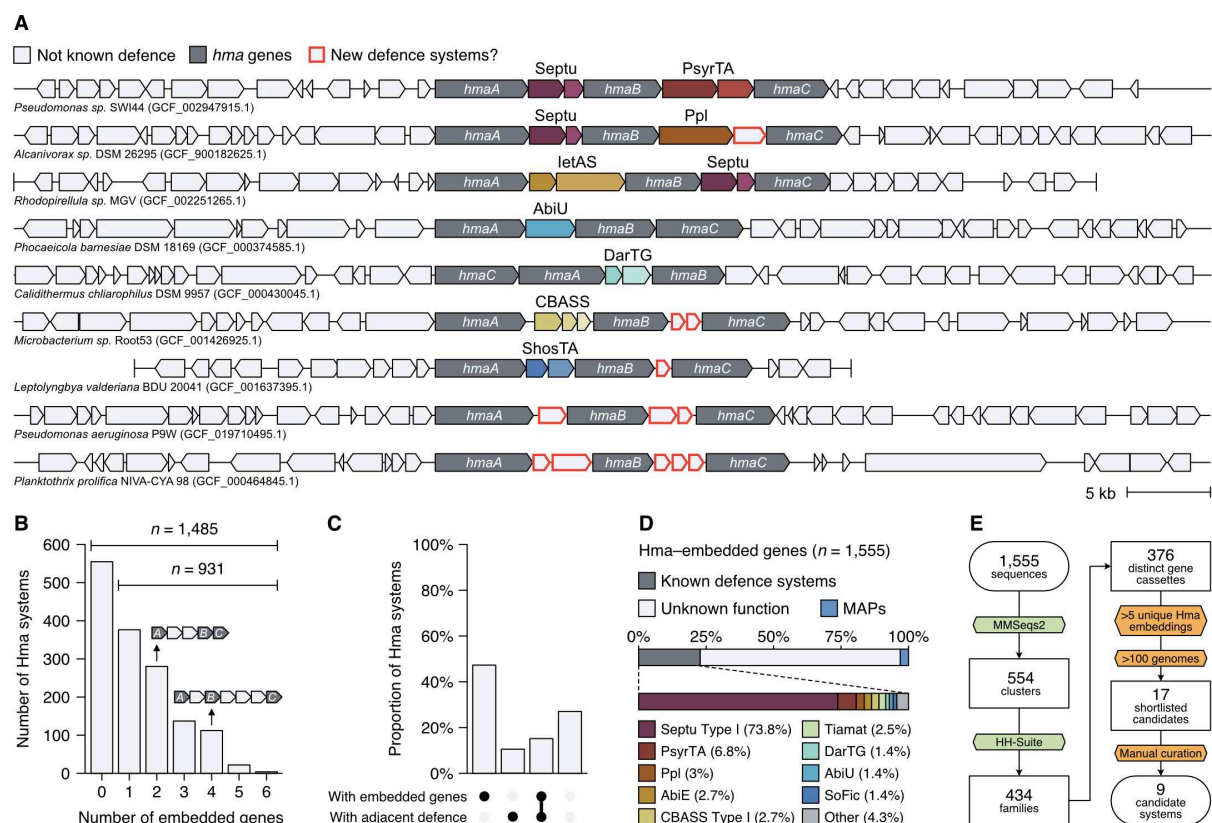 A
Not known defence hma genes New defence systems?
Septu PsyrTA
hmaA hmaB hmaC
Pseudomonas sp. SWI44 (GCF_002947915.1)
Septu Ppl
hmaA hmaB hmaC
Alcanivorax sp. DSM 26295 (GCF_900182625.1)
IetAS Septu
hmaA hmaB hmaC
Rhodopirellula sp. MGV (GCF_002251265.1)
AbiU
hmaA hmaB hmaC
Phocaeicola barnesiae DSM 18169 (GCF_000374585.1)
DarTG
hmaC hmaA hmaB
Calidithermus chliarophilus DSM 9957 (GCF_000430045.1)
CBASS
hmaA hmaB hmaC
Microbacterium sp. Root53 (GCF_001426925.1)
ShosTA
hmaA hmaB hmaC
Leptolyngbya valderiana BDU 20041 (GCF_001637395.1)
hmaA hmaB hmaC
Pseudomonas aeruginosa P9W (GCF_019710495.1)
hmaA hmaB hmaC
Planktothrix prolifica NIVA-CYA 98 (GCF_000464845.1)
5 kb
B
n = 1,485
n = 931
Number of Hma systems
600
500
400
300
200
100
0
A B C
A B C
0 1 2 3 4 5 6
Number of embedded genes
C
Proportion of Hma systems
100%
80%
60%
40%
20%
0%
With embedded genes
With adjacent defence
D
Hma–embedded genes (n = 1,555)
Known defence systems
Unknown function MAPs
0% 25% 50% 75% 100%
Septu Type I (73.8%) Tiamat (2.5%)
PsyrTA (6.8%) DarTG (1.4%)
Ppl (3%) AbiU (1.4%)
AbiE (2.7%) SoFic (1.4%)
CBASS Type I (2.7%) Other (4.3%)
E
1,555
sequences
MMSeqs2
554
clusters
HH-Suite
434
families
376
distinct gene
cassettes
>5 unique Hma
embeddings
>100 genomes
17
shortlisted
candidates
Manual curation
9
candidate
systems